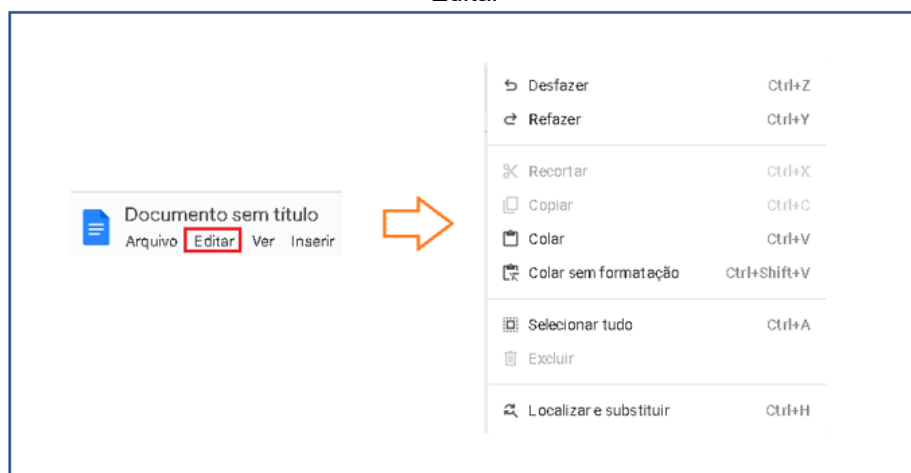 Editar
Documento sem título
Arquivo Editar Ver Inserir
Desfazer Ctrl+Z
Refazer Ctrl+Y
Recortar Ctrl+X
Copiar Ctrl+C
Colar Ctrl+V
Colar sem formatação Ctrl+Shift+V
Selecionar tudo Ctrl+A
Excluir
Localizar e substituir Ctrl+H